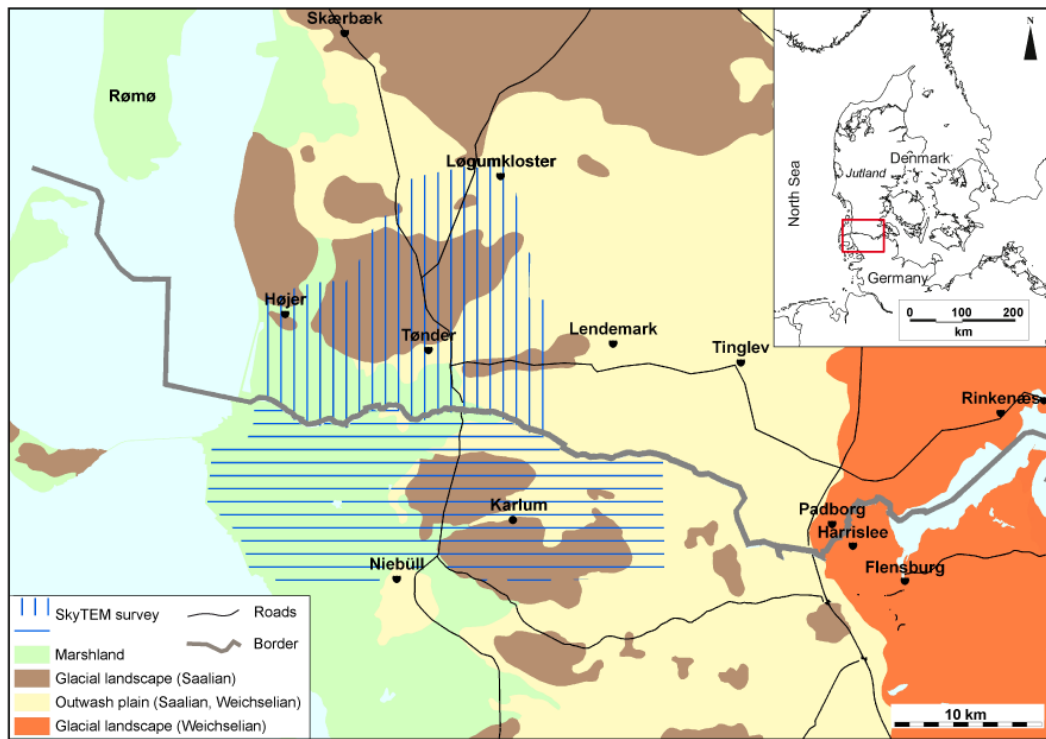 Skærbæk
Rømø
Løgumkloster
Højer
Tønder
Lendemark
Tinglev
Rinkenæs
Karlum
Padborg
Harrislee
Niebüll
Flensburg
N
North Sea
Denmark
Jutland
Germany
0 100 200
km
SkyTEM survey
Roads
Border
Marshland
Glacial landscape (Saalian)
Outwash plain (Saalian, Weichselian)
Glacial landscape (Weichselian)
10 km